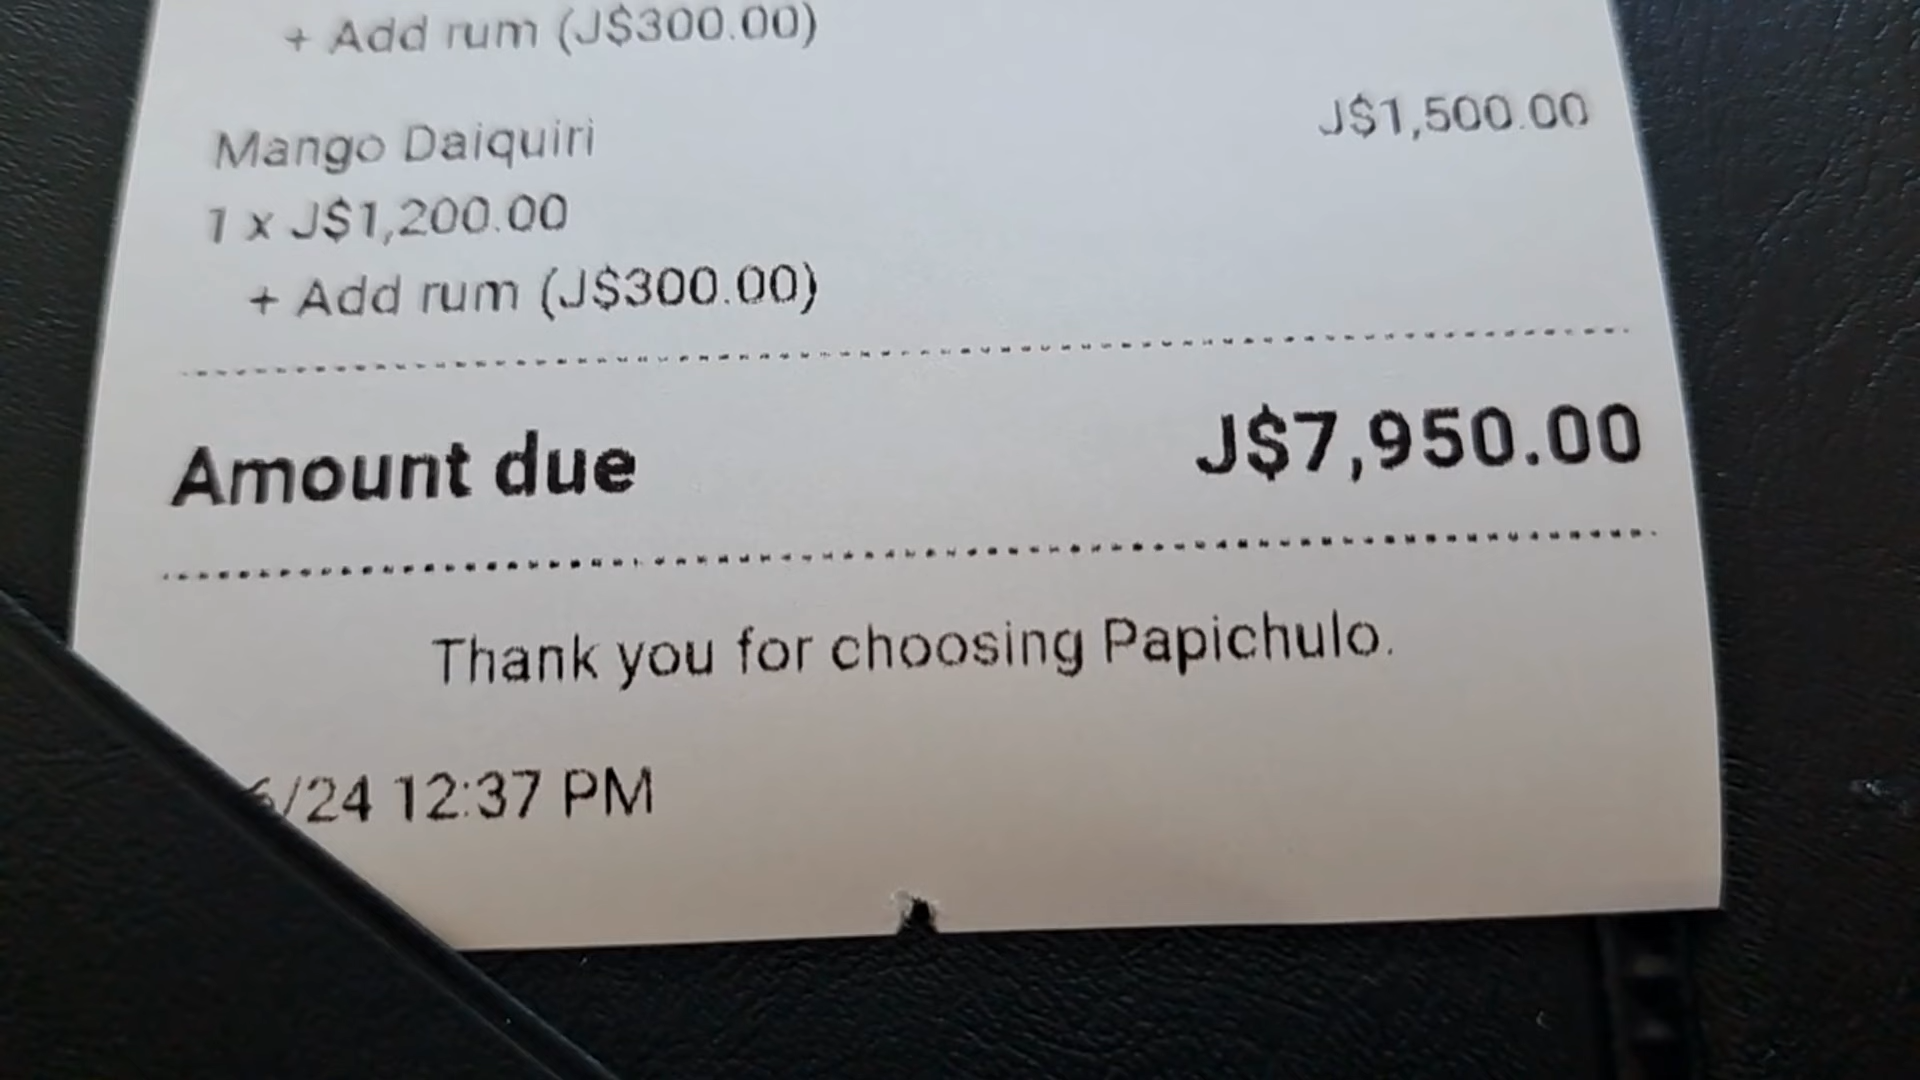 + Add rum (J$300.00)
Mango Daiquiri J$1,500.00
1 x J$1,200.00
+ Add rum (J$300.00)
Amount due J$7,950.00
Thank you for choosing Papichulo.
6/24 12:37 PM